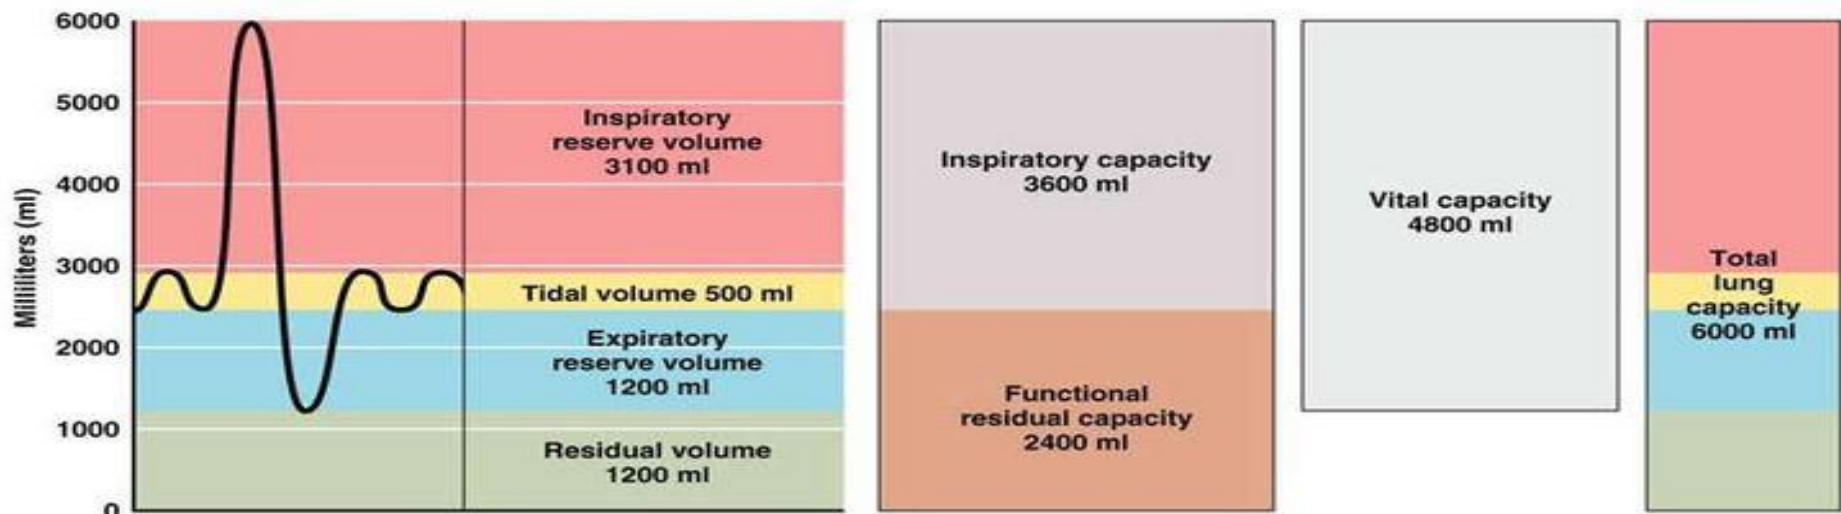 6000
5000
4000
3000
2000
1000
0
Milliliters (ml)
Inspiratory
reserve volume
3100 ml
Tidal volume 500 ml
Expiratory
reserve volume
1200 ml
Residual volume
1200 ml
Inspiratory capacity
3600 ml
Functional
residual capacity
2400 ml
Vital capacity
4800 ml
Total
lung
capacity
6000 ml